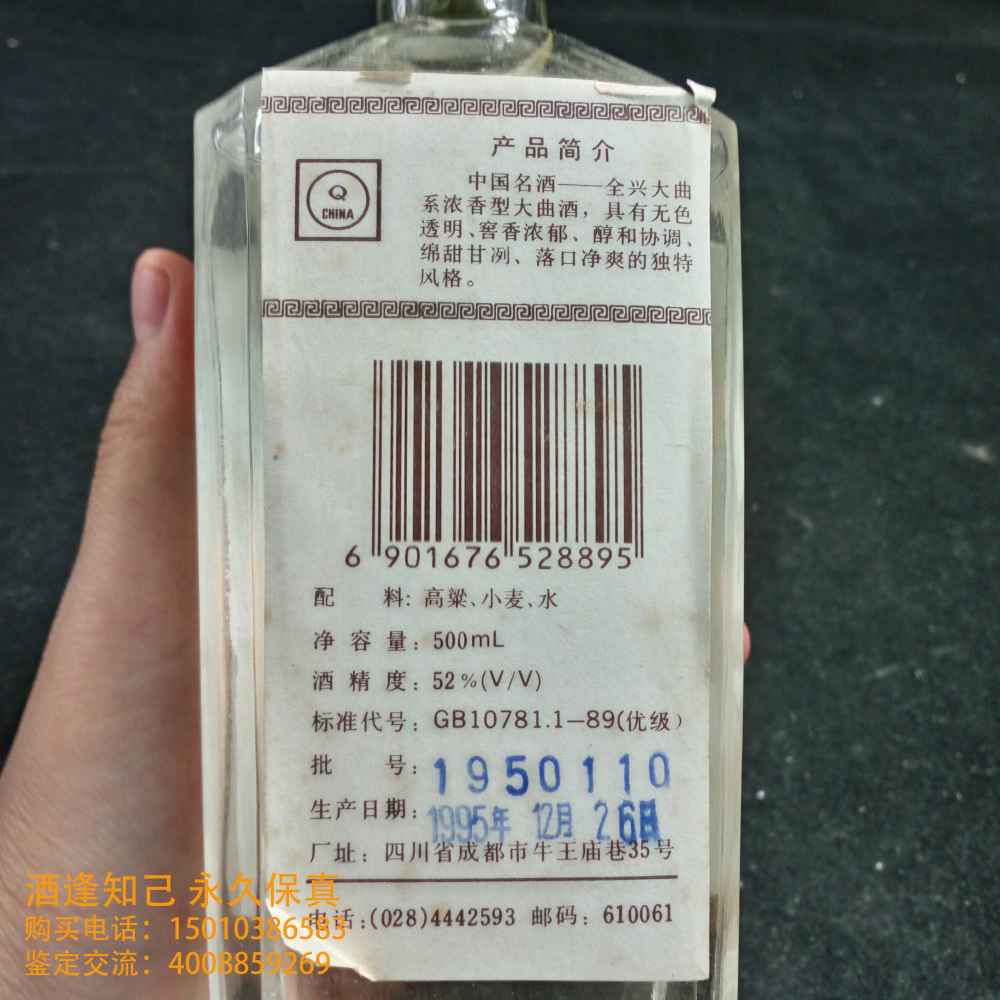 产品简介
Q
CHINA
中国名酒——全兴大曲
系浓香型大曲酒，具有无色
透明、窖香浓郁、醇和协调、
绵甜甘冽、落口净爽的独特
风格。
6 901676 528895
配 料：高粱、小麦、水
净容量：500mL
酒精度：52%(V/V)
标准代号：GB10781.1—89(优级)
批 号：1950110
生产日期：1995年 12月 26日
厂址：四川省成都市牛王庙巷35号
电话：(028)4442593 邮码：610061
酒逢知己 永久保真
购买电话：15010386583
鉴定交流：4008859269